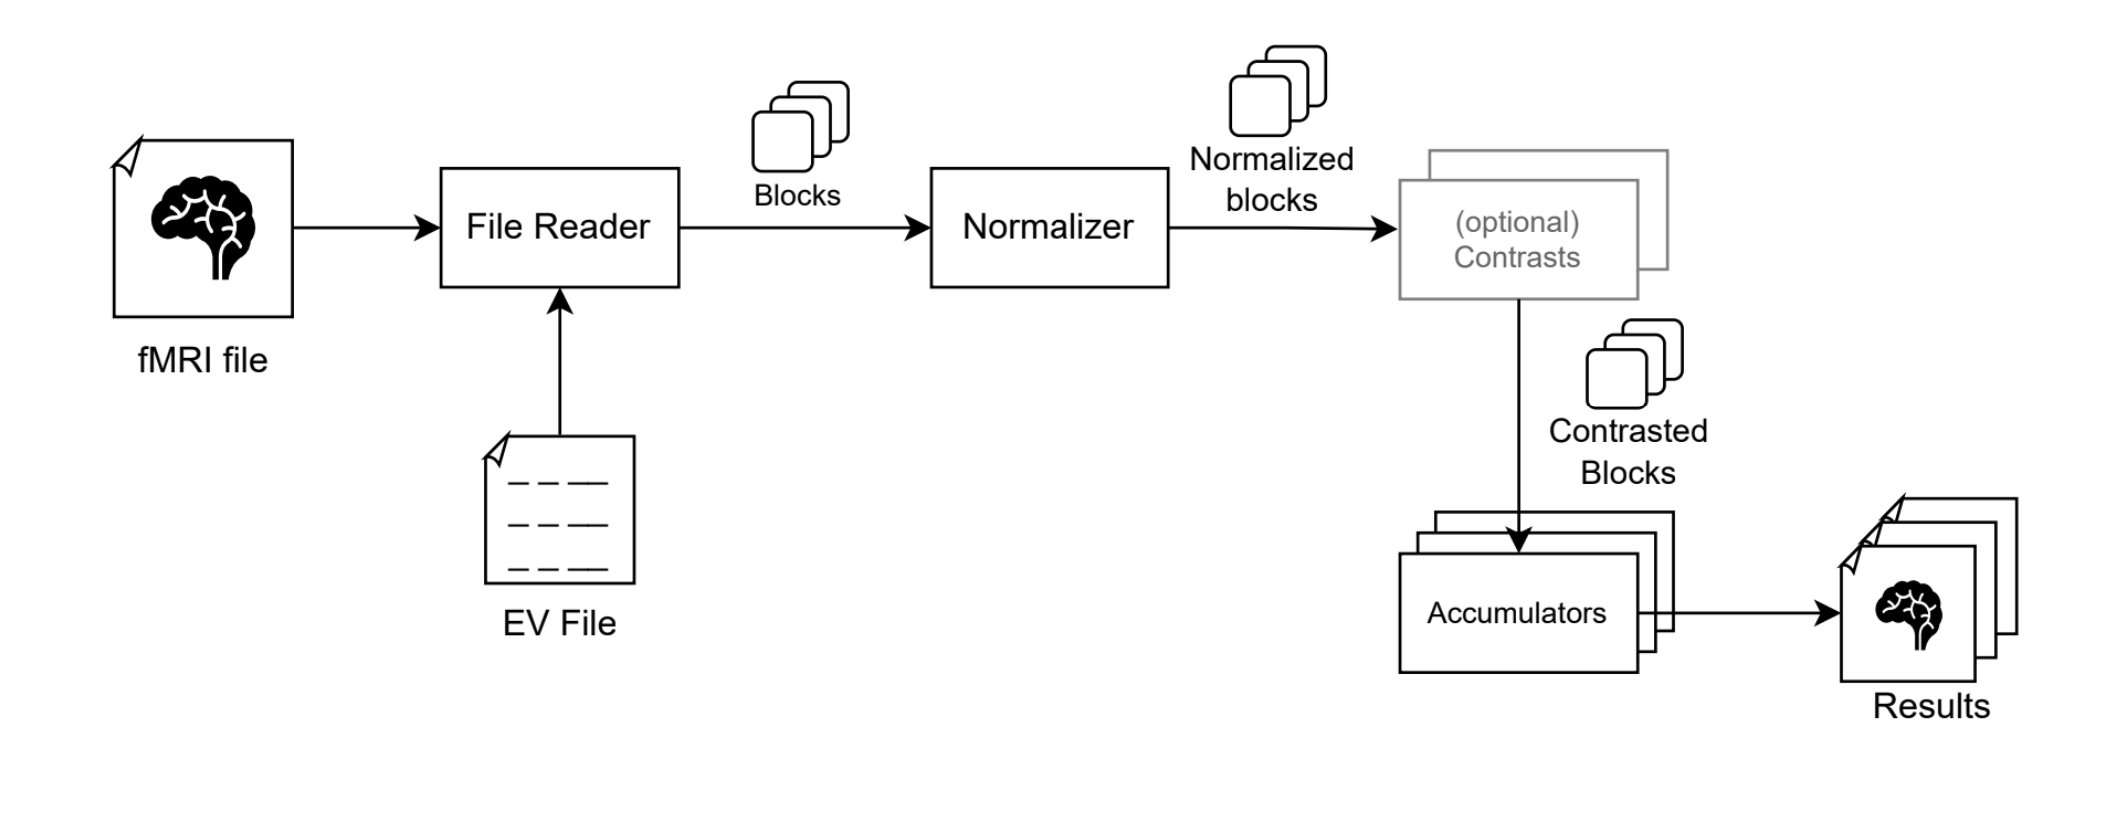 fMRI file
File Reader
EV File
Blocks
Normalizer
Normalized
blocks
(optional)
Contrasts
Contrasted
Blocks
Accumulators
Results